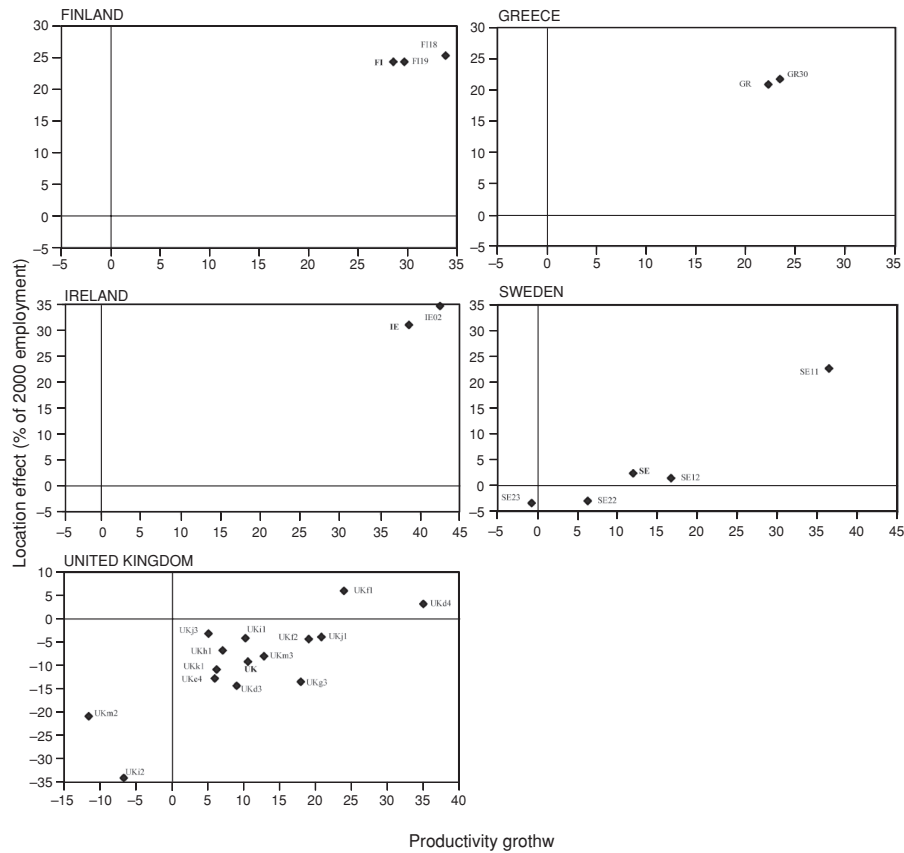 FINLAND
30
25
20
15
10
5
0
–5
–5 0 5 10 15 20 25 30 35
FI18
FI FI19
GREECE
30
25
20
15
10
5
0
–5
–5 0 5 10 15 20 25 30 35
GR GR30
IRELAND
35
30
25
20
15
10
5
0
–5
–5 0 5 10 15 20 25 30 35 40 45
IE IE02
SWEDEN
35
30
25
20
15
10
5
0
–5
–5 0 5 10 15 20 25 30 35 40 45
SE11
SE
SE12
SE23
SE22
UNITED KINGDOM
10
5
0
–5
–10
–15
–20
–25
–30
–35
–15 –10 –5 0 5 10 15 20 25 30 35 40
UKf1
UKd4
UKj3 UKi1 UKf2 UKj1
UKh1 UKm3
UKk1 UK
UKe4 UKd3 UKg3
UKm2
UKi2
Location effect (% of 2000 employment)
Productivity grothw